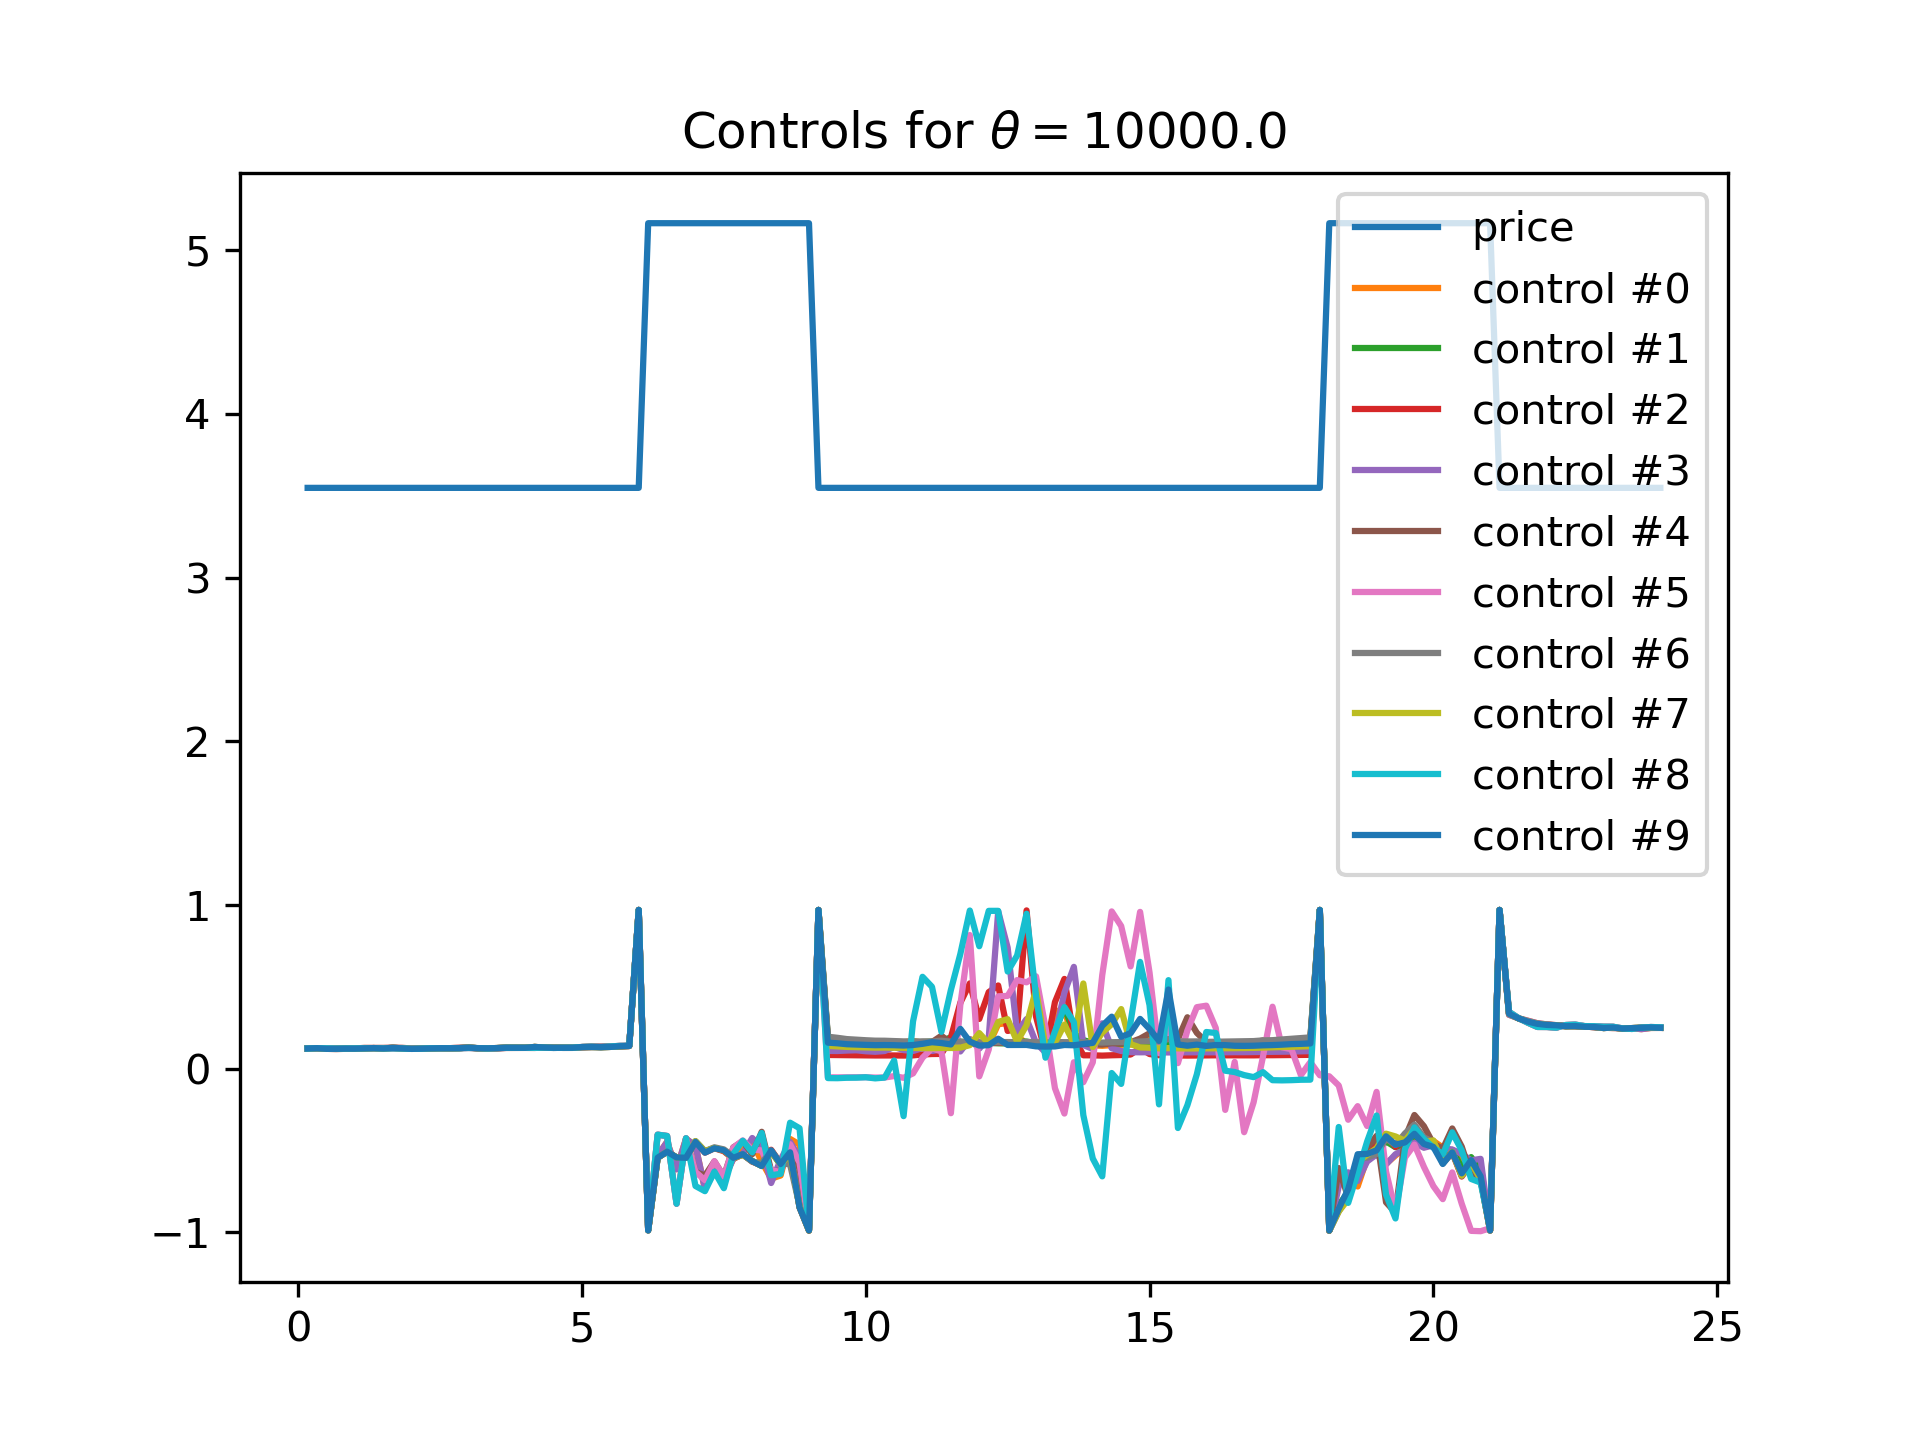 Controls for θ = 10000.0
price
control #0
control #1
control #2
control #3
control #4
control #5
control #6
control #7
control #8
control #9
5
4
3
2
1
0
−1
0 5 10 15 20 25